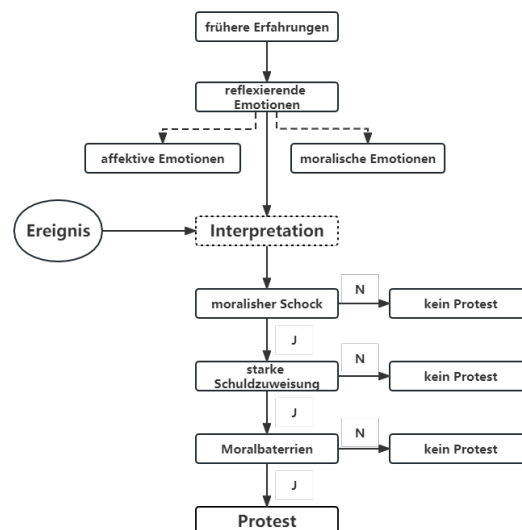 frühere Erfahrungen
reflexierende
Emotionen
affektive Emotionen
moralische Emotionen
Ereignis
Interpretation
moralisher Schock
N
kein Protest
J
starke
Schuldzuweisung
N
kein Protest
J
Moralbaterrien
N
kein Protest
J
Protest